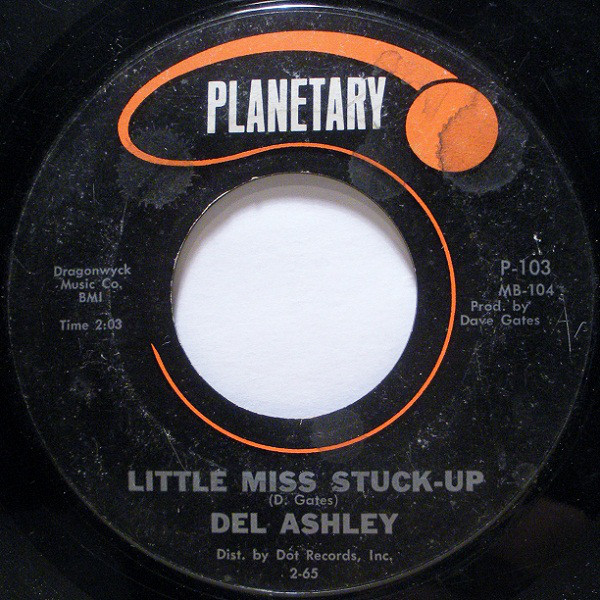 PLANETARY
Dragonwyck
Music Co.
BMI
Time 2:03
P-103
MB-104
Prod. by
Dave Gates
LITTLE MISS STUCK-UP
(D. Gates)
DEL ASHLEY
Dist. by Dot Records, Inc.
2-65